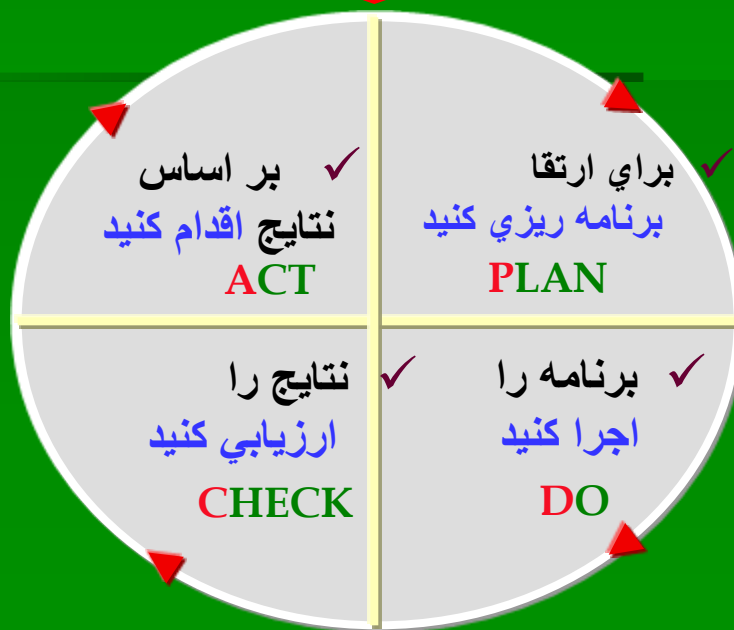 براي ارتقا
برنامه ريزي كنيد
PLAN
برنامه را
اجرا كنيد
DO
نتايج را
ارزيابي كنيد
CHECK
بر اساس
نتايج اقدام كنيد
ACT